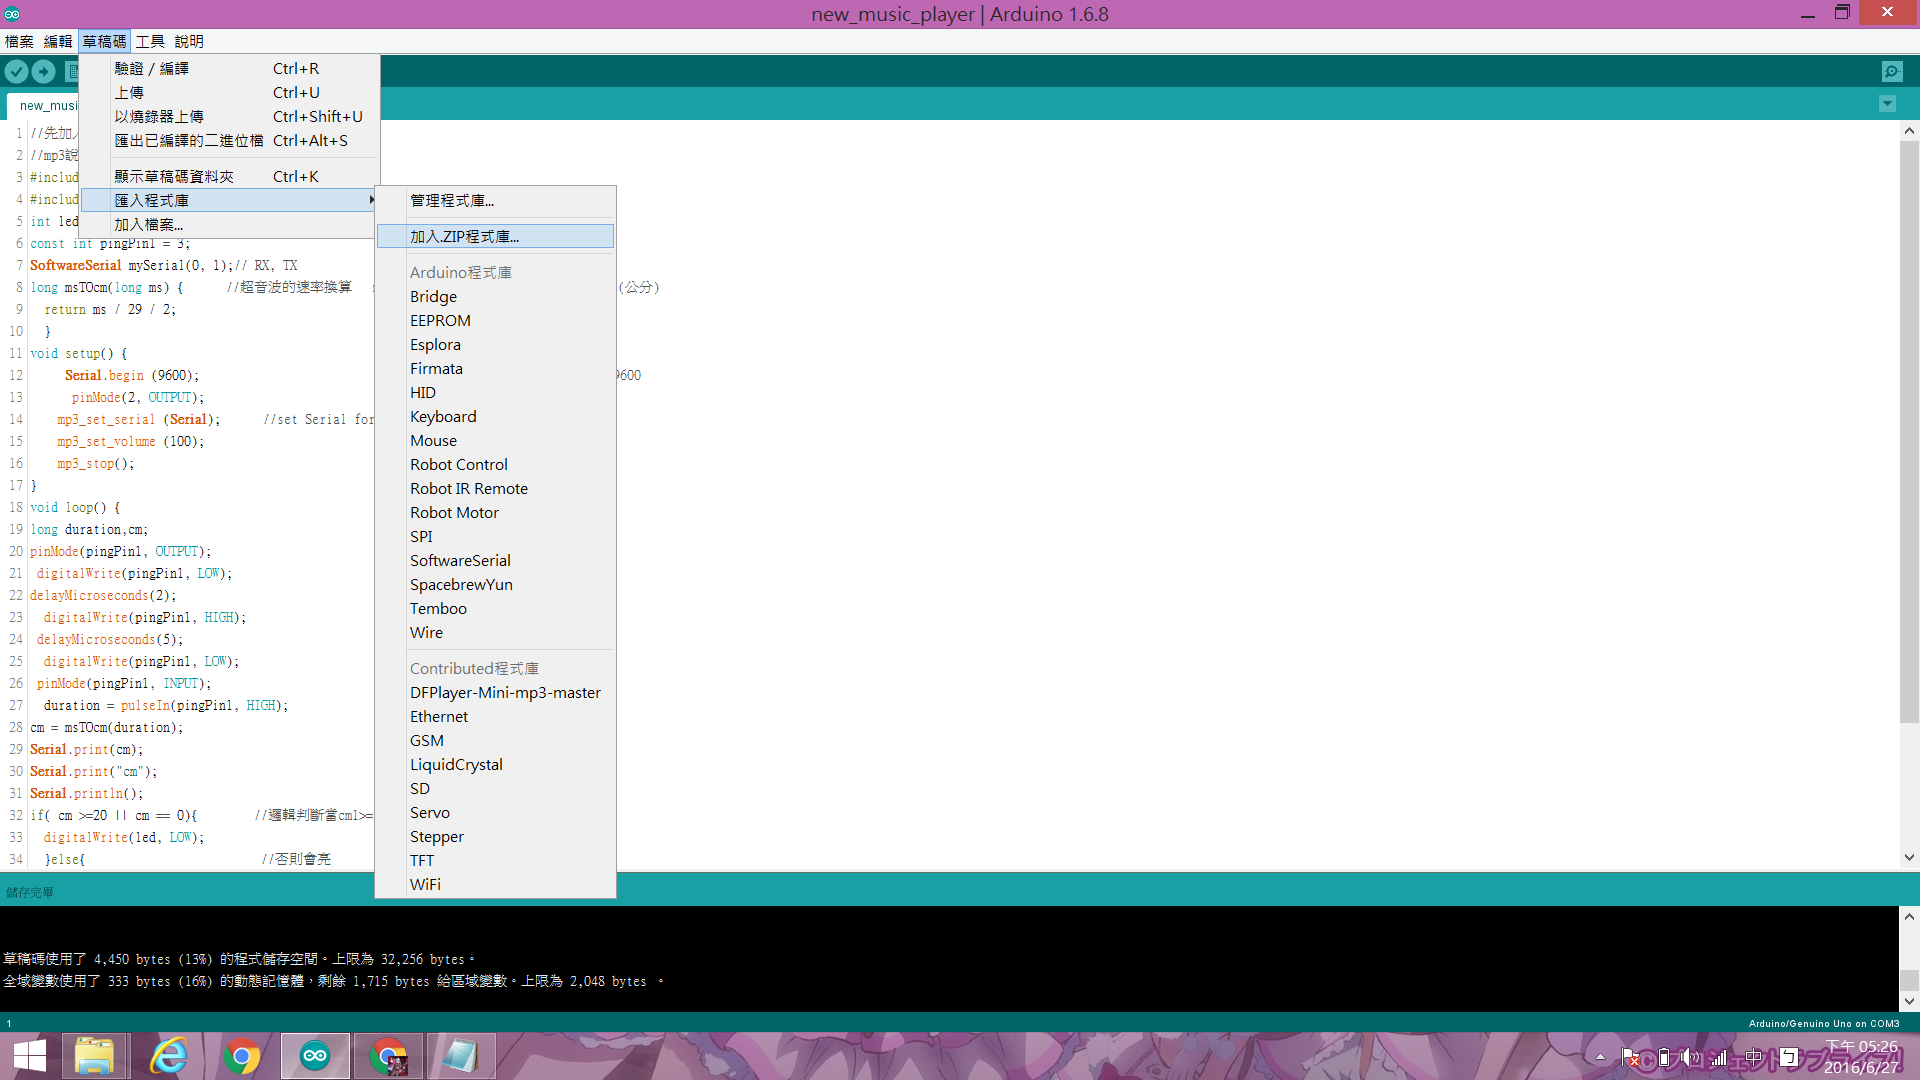 new_music_player | Arduino 1.6.8
檔案 編輯 草稿碼 工具 說明
驗證 / 編譯 Ctrl+R
上傳 Ctrl+U
以燒錄器上傳 Ctrl+Shift+U
匯出已編譯的二進位檔 Ctrl+Alt+S
顯示草稿碼資料夾 Ctrl+K
匯入程式庫
加入檔案...
管理程式庫...
加入.ZIP程式庫...
Arduino程式庫
Bridge
EEPROM
Esplora
Firmata
HID
Keyboard
Mouse
Robot Control
Robot IR Remote
Robot Motor
SPI
SoftwareSerial
SpacebrewYun
Temboo
Wire
Contributed程式庫
DFPlayer-Mini-mp3-master
Ethernet
GSM
LiquidCrystal
SD
Servo
Stepper
TFT
WiFi
new_musi
1 //先加
2 //mp3說
3 #includ
4 #includ
5 int led
6 const int pingPin1 = 3;
7 SoftwareSerial mySerial(0, 1);// RX, TX
8 long msTOcm(long ms) { //超音波的速率換算 (公分)
9 return ms / 29 / 2;
10 }
11 void setup() {
12 Serial.begin (9600); 9600
13 pinMode(2, OUTPUT);
14 mp3_set_serial (Serial); //set Serial for
15 mp3_set_volume (100);
16 mp3_stop();
17 }
18 void loop() {
19 long duration,cm;
20 pinMode(pingPin1, OUTPUT);
21 digitalWrite(pingPin1, LOW);
22 delayMicroseconds(2);
23 digitalWrite(pingPin1, HIGH);
24 delayMicroseconds(5);
25 digitalWrite(pingPin1, LOW);
26 pinMode(pingPin1, INPUT);
27 duration = pulseIn(pingPin1, HIGH);
28 cm = msTOcm(duration);
29 Serial.print(cm);
30 Serial.print("cm");
31 Serial.println();
32 if( cm >=20 || cm == 0){ //邏輯判斷當cm1>=
33 digitalWrite(led, LOW);
34 }else{ //否則會亮
儲存完畢
草稿碼使用了 4,450 bytes (13%) 的程式儲存空間。上限為 32,256 bytes。
全域變數使用了 333 bytes (16%) 的動態記憶體，剩餘 1,715 bytes 給區域變數。上限為 2,048 bytes 。
1 Arduino/Genuino Uno on COM3
中
下午 05:26
2016/6/27